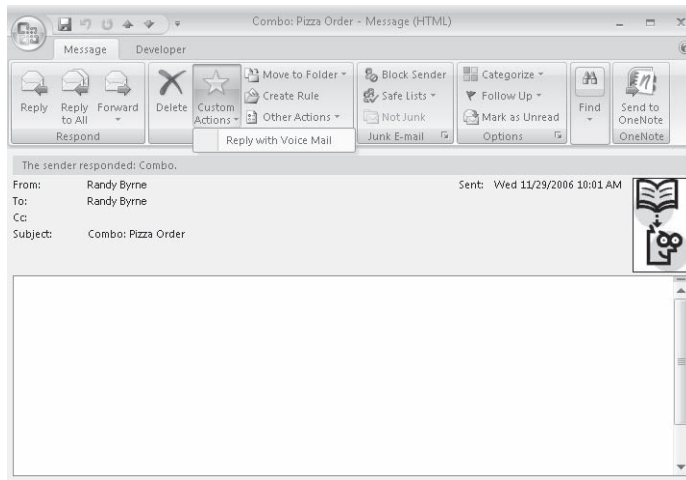 Combo: Pizza Order - Message (HTML)
Message Developer
Reply
Reply to All
Forward
Respond
Delete
Custom Actions
Move to Folder
Create Rule
Other Actions
Actions
Reply with Voice Mail
Block Sender
Safe Lists
Not Junk
Junk E-mail
Categorize
Follow Up
Mark as Unread
Options
Find
Send to OneNote
OneNote
The sender responded: Combo.
From: Randy Byrne
Sent: Wed 11/29/2006 10:01 AM
To: Randy Byrne
Cc:
Subject: Combo: Pizza Order